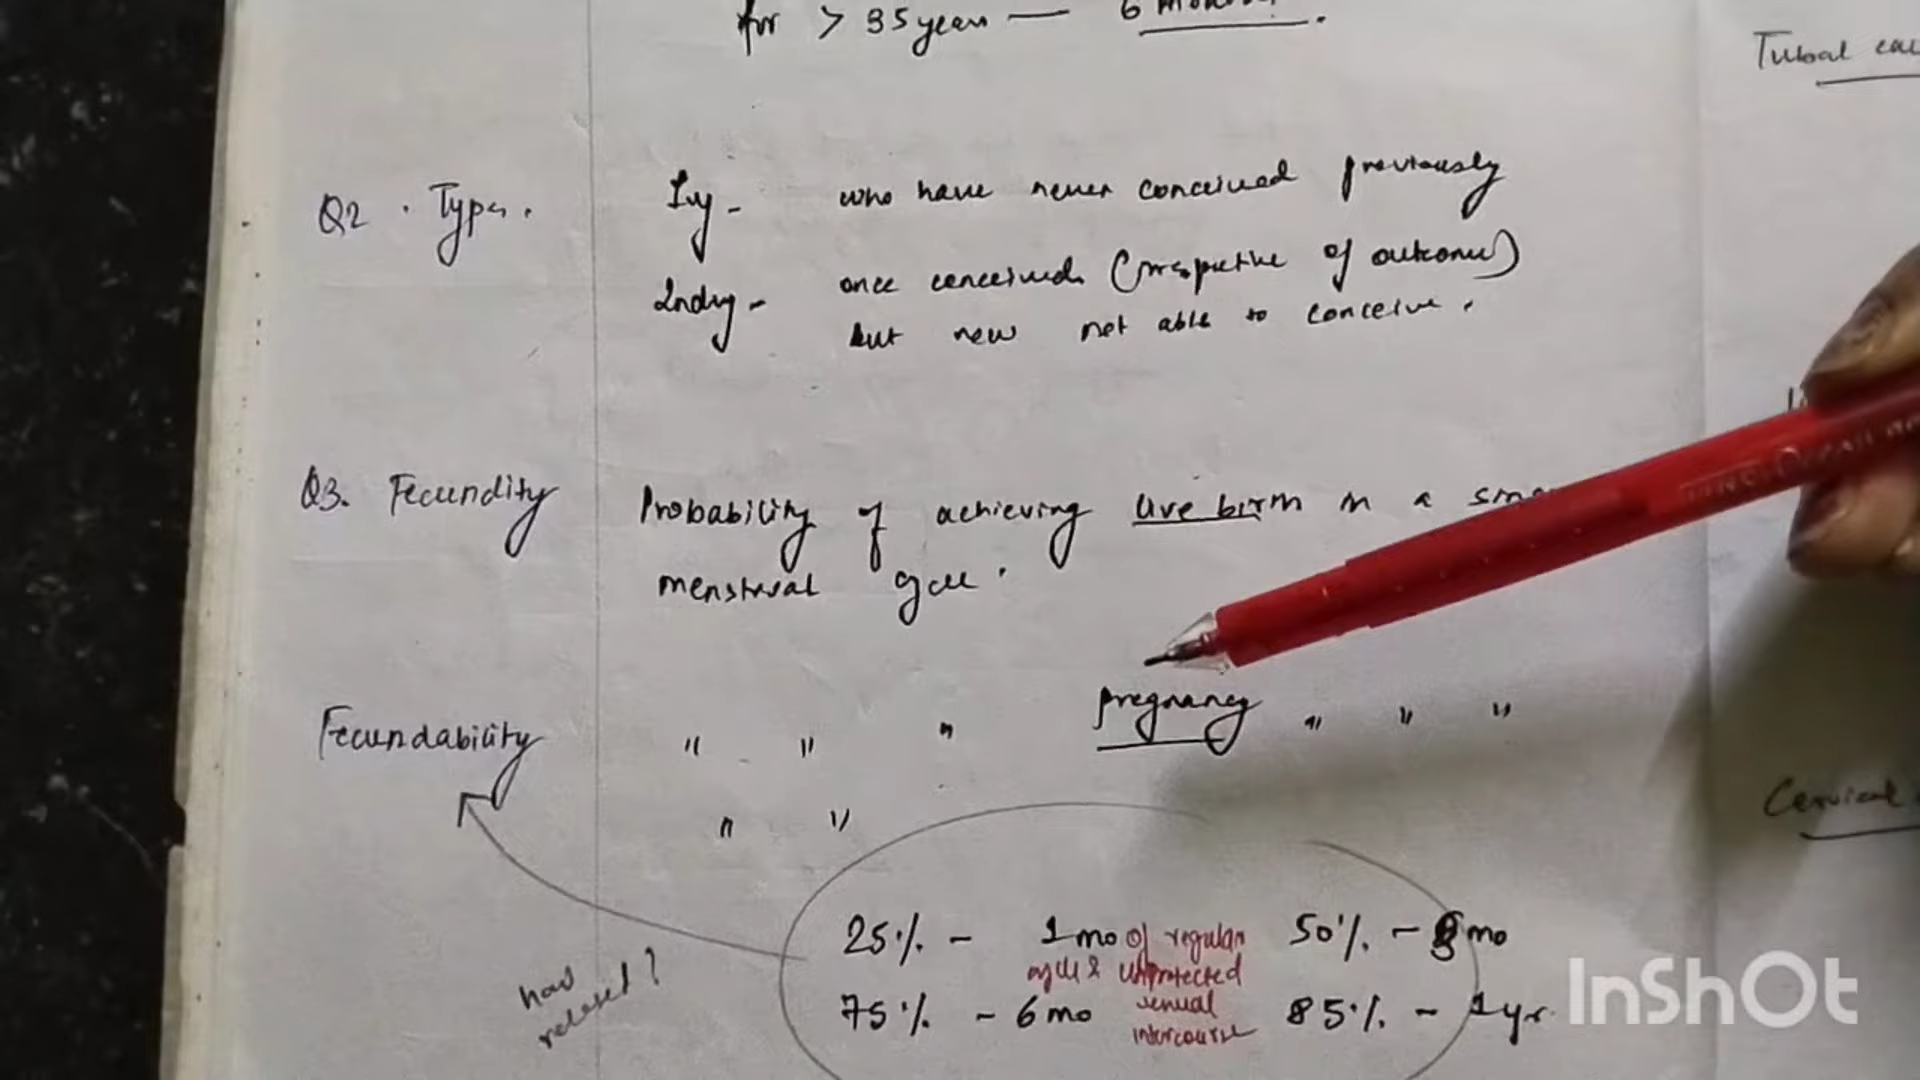 for > 35 years — 6 months.
Tubal
Q2. Types.
Iry - who have never conceived previously
2ndry - once conceived (irrespective of outcome)
but now not able to conceive.
Q3. Fecundity Probability of achieving live birth in a
menstrual cycle.
Fecundability " " " pregnancy " " "
" "
Cervical
25% - 1 mo of regular cycle & unprotected sexual intercourse
50% - mo
75% - 6 mo
85% - 1 yr.
how related?
InShOt